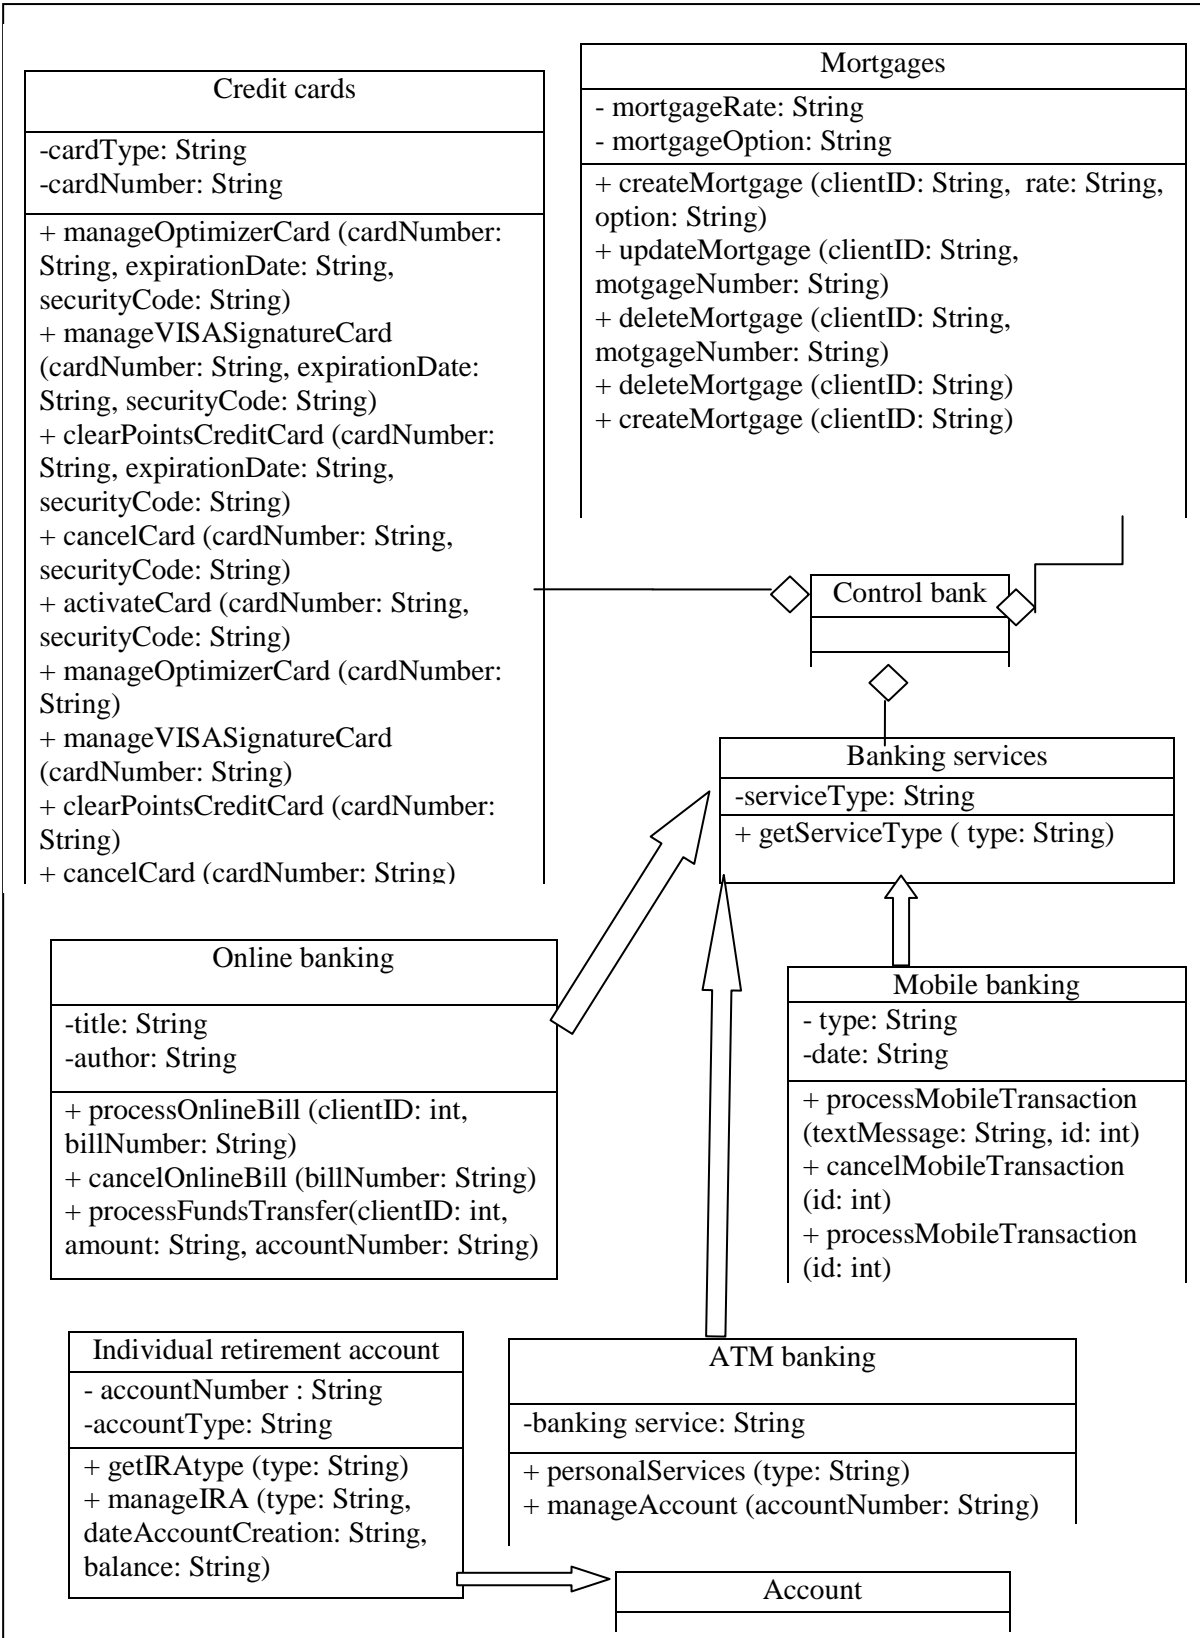 Credit cards
-cardType: String
-cardNumber: String
+ manageOptimizerCard (cardNumber:
String, expirationDate: String,
securityCode: String)
+ manageVISASignatureCard
(cardNumber: String, expirationDate:
String, securityCode: String)
+ clearPointsCreditCard (cardNumber:
String, expirationDate: String,
securityCode: String)
+ cancelCard (cardNumber: String,
securityCode: String)
+ activateCard (cardNumber: String,
securityCode: String)
+ manageOptimizerCard (cardNumber:
String)
+ manageVISASignatureCard
(cardNumber: String)
+ clearPointsCreditCard (cardNumber:
String)
+ cancelCard (cardNumber: String)
Mortgages
- mortgageRate: String
- mortgageOption: String
+ createMortgage (clientID: String, rate: String,
option: String)
+ updateMortgage (clientID: String,
motgageNumber: String)
+ deleteMortgage (clientID: String,
motgageNumber: String)
+ deleteMortgage (clientID: String)
+ createMortgage (clientID: String)
Control bank
Banking services
-serviceType: String
+ getServiceType ( type: String)
Online banking
-title: String
-author: String
+ processOnlineBill (clientID: int,
billNumber: String)
+ cancelOnlineBill (billNumber: String)
+ processFundsTransfer(clientID: int,
amount: String, accountNumber: String)
Mobile banking
- type: String
-date: String
+ processMobileTransaction
(textMessage: String, id: int)
+ cancelMobileTransaction
(id: int)
+ processMobileTransaction
(id: int)
Individual retirement account
- accountNumber : String
-accountType: String
+ getIRAtype (type: String)
+ manageIRA (type: String,
dateAccountCreation: String,
balance: String)
ATM banking
-banking service: String
+ personalServices (type: String)
+ manageAccount (accountNumber: String)
Account